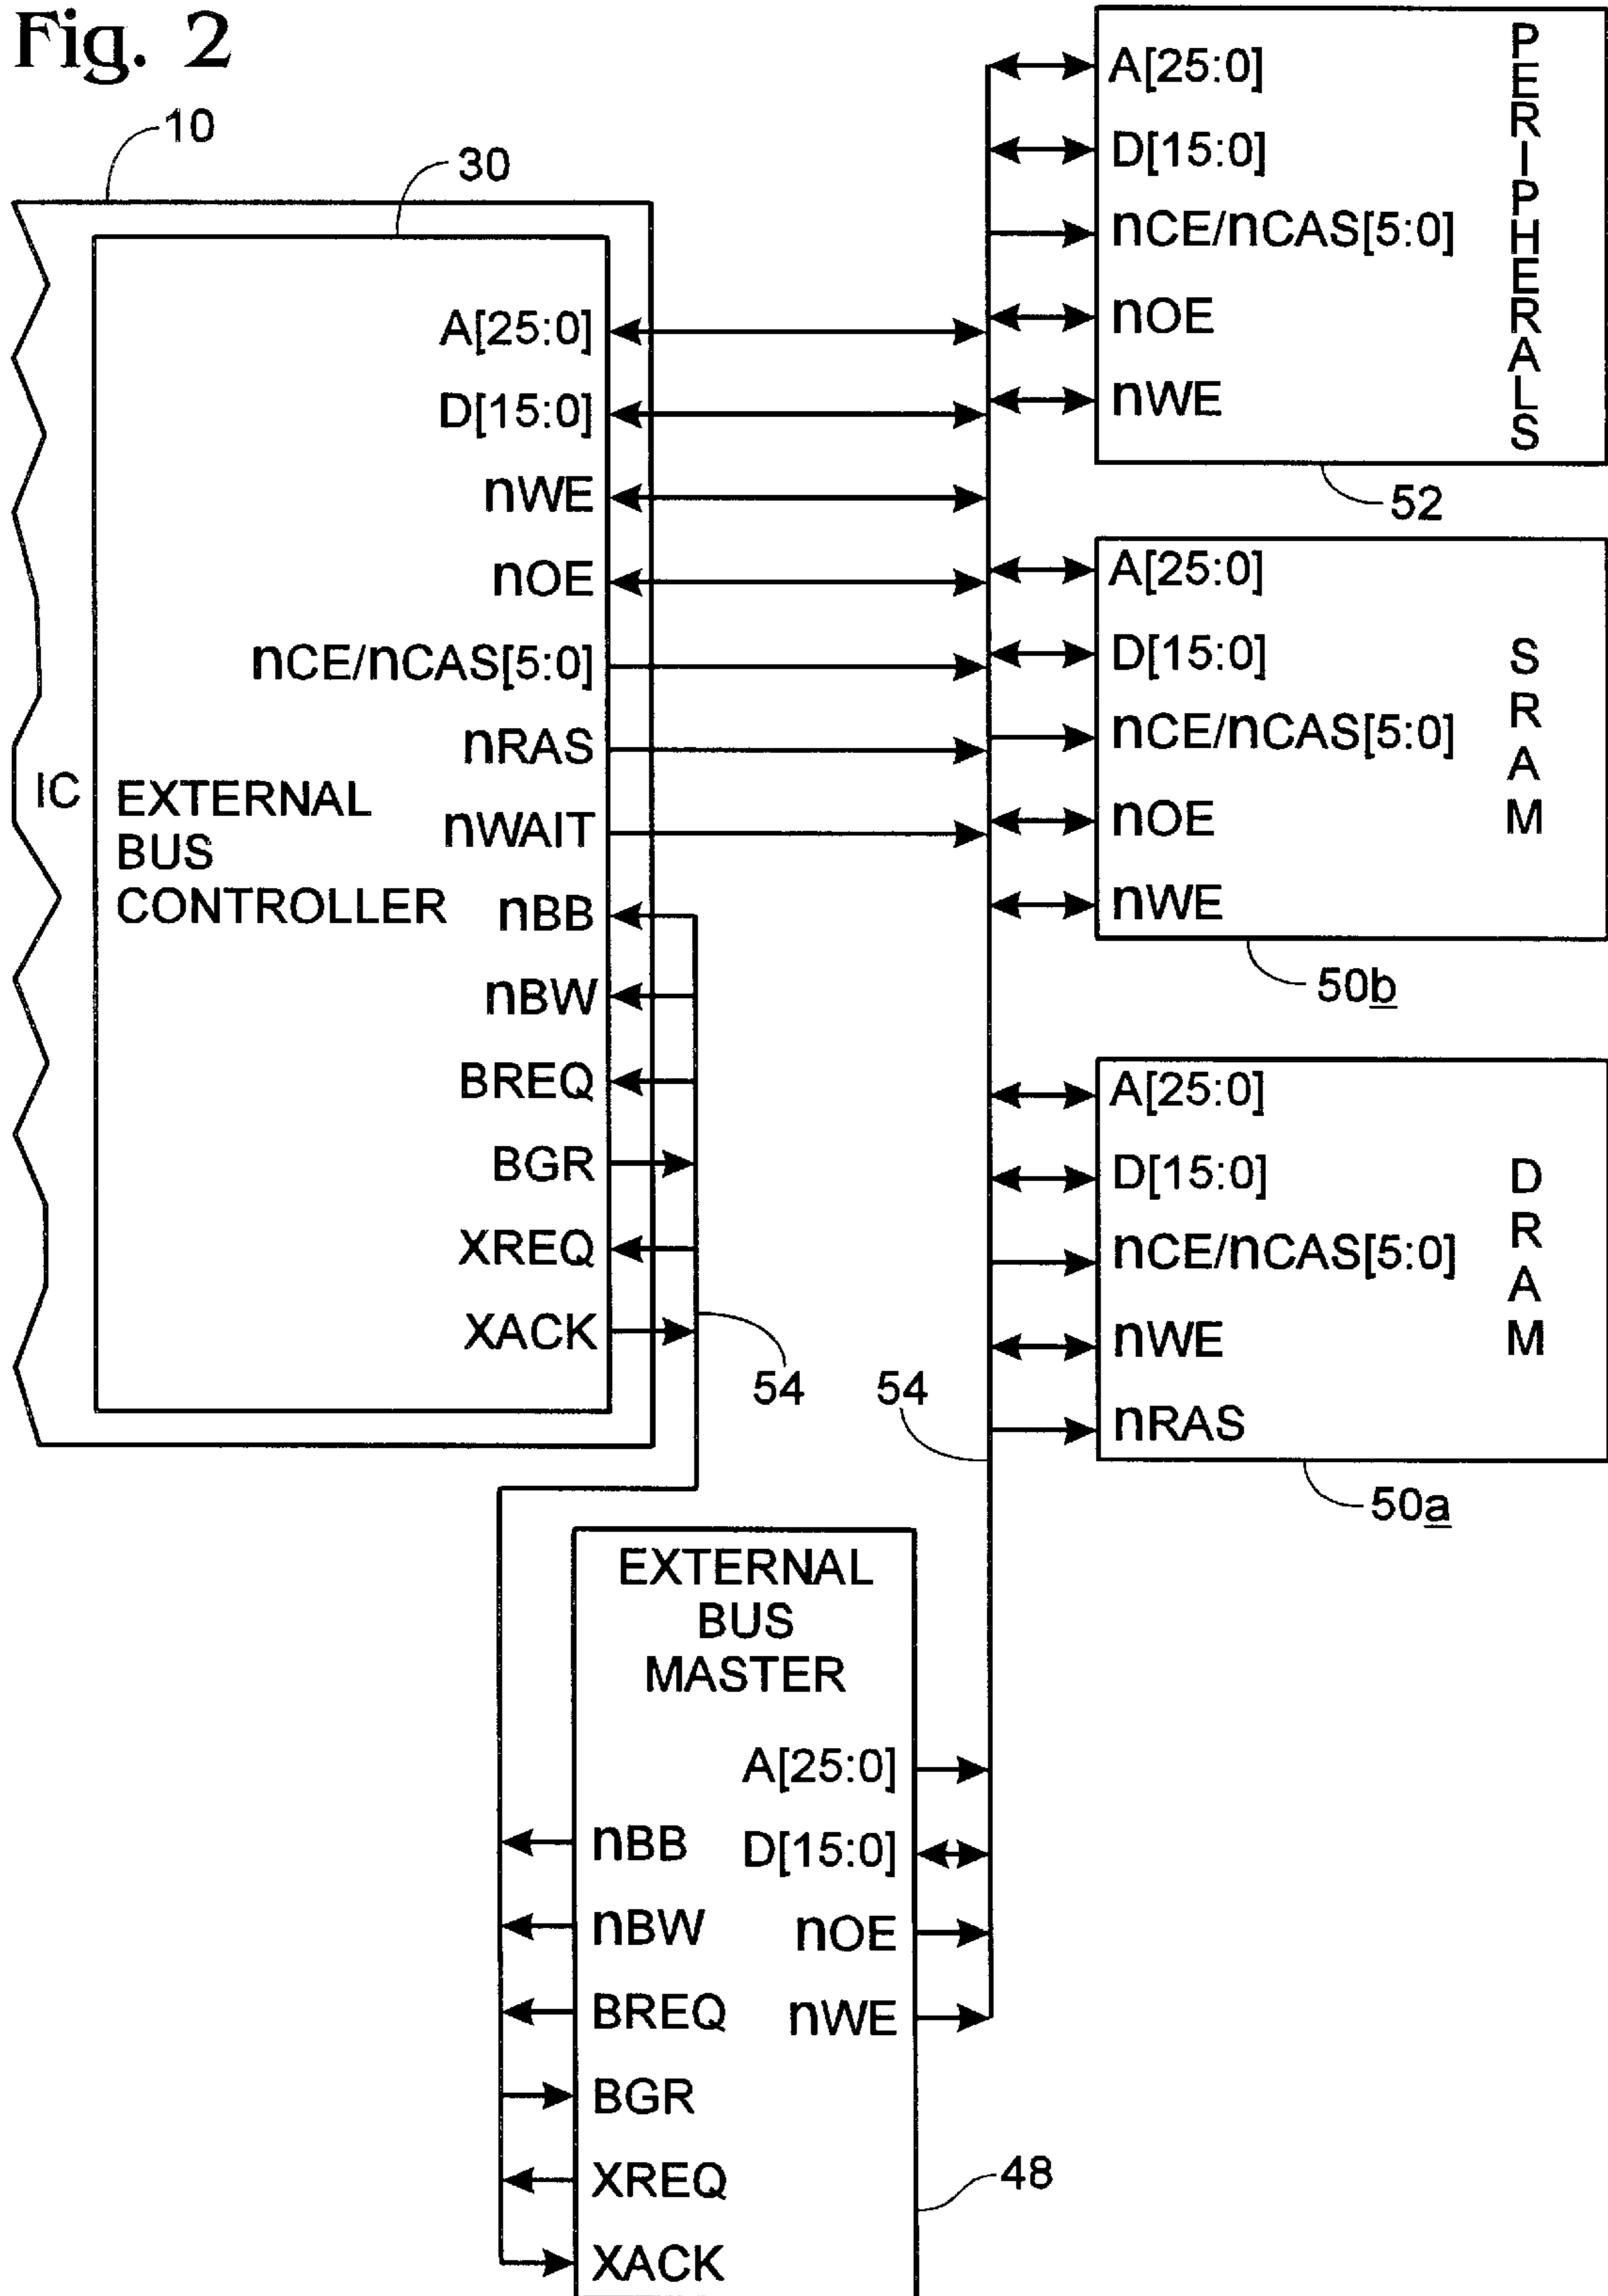 Fig. 2
10
30
IC
EXTERNAL
BUS
CONTROLLER
A[25:0]
D[15:0]
nWE
nOE
nCE/nCAS[5:0]
nRAS
nWAIT
nBB
nBW
BREQ
BGR
XREQ
XACK
54
54
A[25:0]
D[15:0]
nCE/nCAS[5:0]
nOE
nWE
PERIPHERALS
52
A[25:0]
D[15:0]
nCE/nCAS[5:0]
nOE
nWE
SRAM
50b
A[25:0]
D[15:0]
nCE/nCAS[5:0]
nWE
nRAS
DRAM
50a
EXTERNAL
BUS
MASTER
A[25:0]
D[15:0]
nOE
nWE
nBB
nBW
BREQ
BGR
XREQ
XACK
48